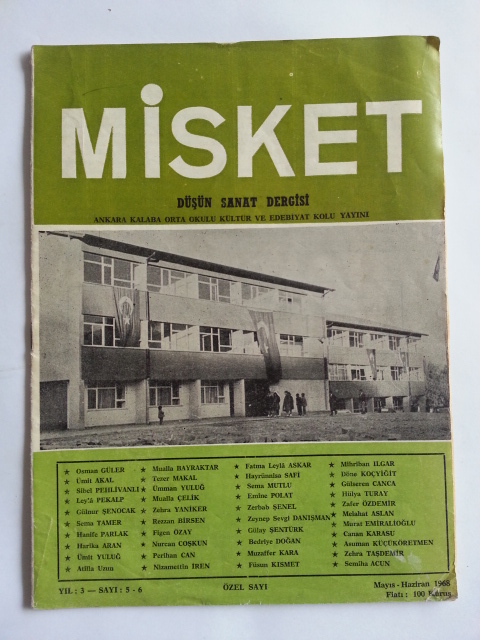 MİSKET
DÜŞÜN SANAT DERGİSİ
ANKARA KALABA ORTA OKULU KÜLTÜR VE EDEBİYAT KOLU YAYINI
★ Osman GÜLER
★ Ümit AKAL
★ Sibel PEHLİVANLI
★ Ley'â PEKALP
★ Gülnur ŞENOCAK
★ Sema TAMER
★ Hanife PARLAK
★ Harika ARAN
★ Ümit YULUĞ
★ Atilla Uzun
★ Mualla BAYRAKTAR
★ Tezer MAKAL
★ Umman YULUĞ
★ Mualla ÇELİK
★ Zehra YANİKER
★ Rezzan BİRSEN
★ Figen ÖZAY
★ Nurcan COŞKUN
★ Perihan CAN
★ Nizamettin İREN
★ Fatma Leylâ ASKAR
★ Hayrünnisa SAFİ
★ Sema MUTLU
★ Emine POLAT
★ Zerhah ŞENEL
★ Zeynep Sevgi DANIŞMAN
★ Gülay ŞENTÜRK
★ Bedriye DOĞAN
★ Muzaffer KARA
★ Füsun KISMET
★ Mihriban ILGAR
★ Döne KOÇYİĞİT
★ Gülseren CANCA
★ Hülya TURAY
★ Zafer ÖZDEMİR
★ Melahat ASLAN
★ Murat EMİRALİOĞLU
★ Canan KARASU
★ Asuman KÜÇÜKÖRETMEN
★ Zehra TAŞDEMİR
★ Semiha ACUN
YIL : 3 — SAYI : 5 - 6
ÖZEL SAYI
Mayıs - Haziran 1968
Fiatı : 100 Kuruş